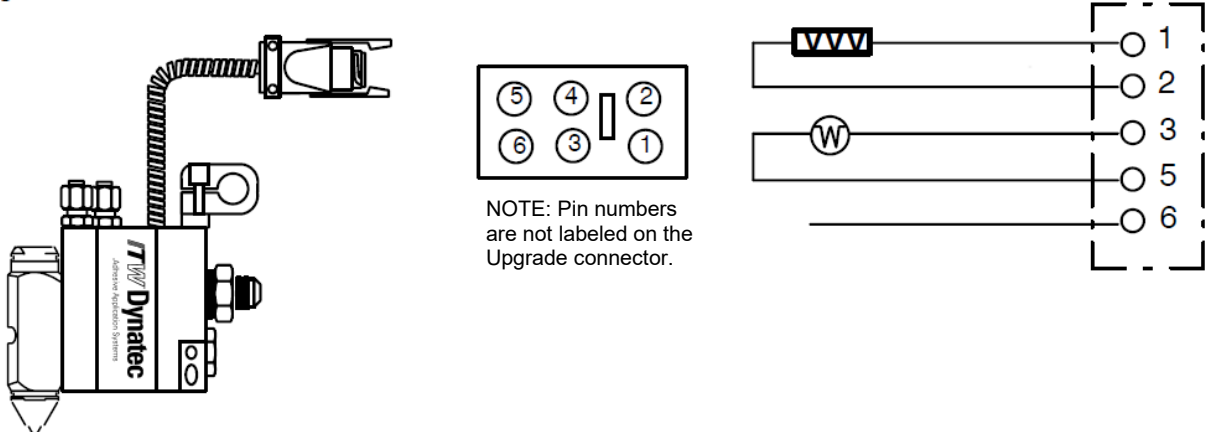 ITW Dynatec
Adhesive Application Systems
5 4 2
6 3 1
NOTE: Pin numbers
are not labeled on the
Upgrade connector.
VVV
1
2
W
3
5
6